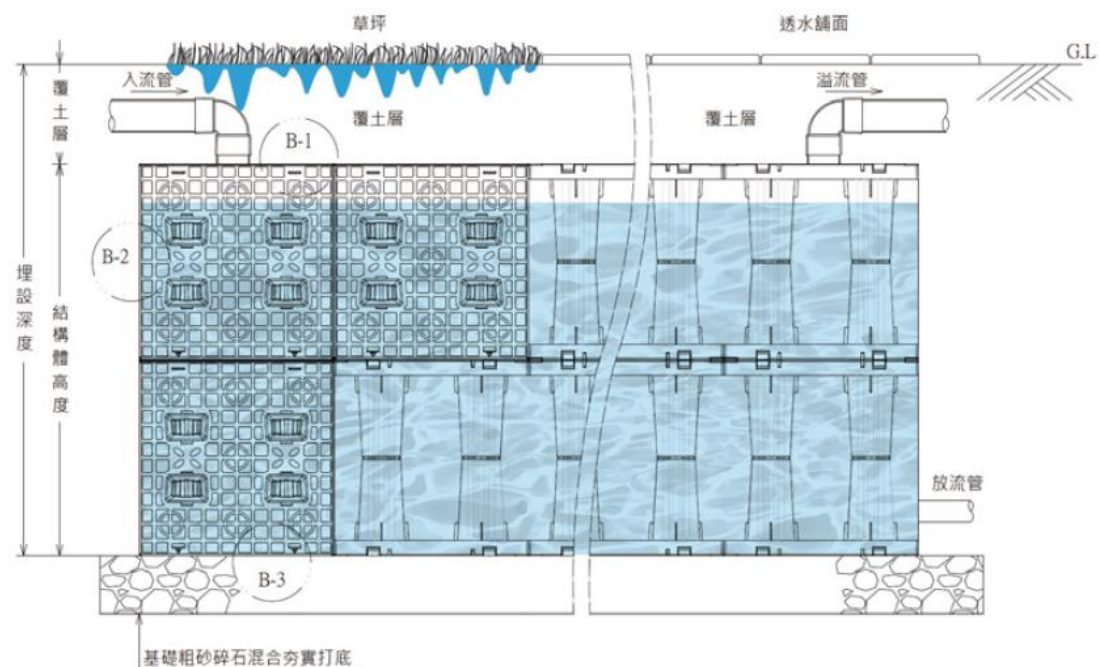 草坪
透水舖面
G.L
入流管
溢流管
覆土層
覆土層
覆土層
B-1
B-2
埋設深度
結構體高度
放流管
B-3
基礎粗砂碎石混合夯實打底